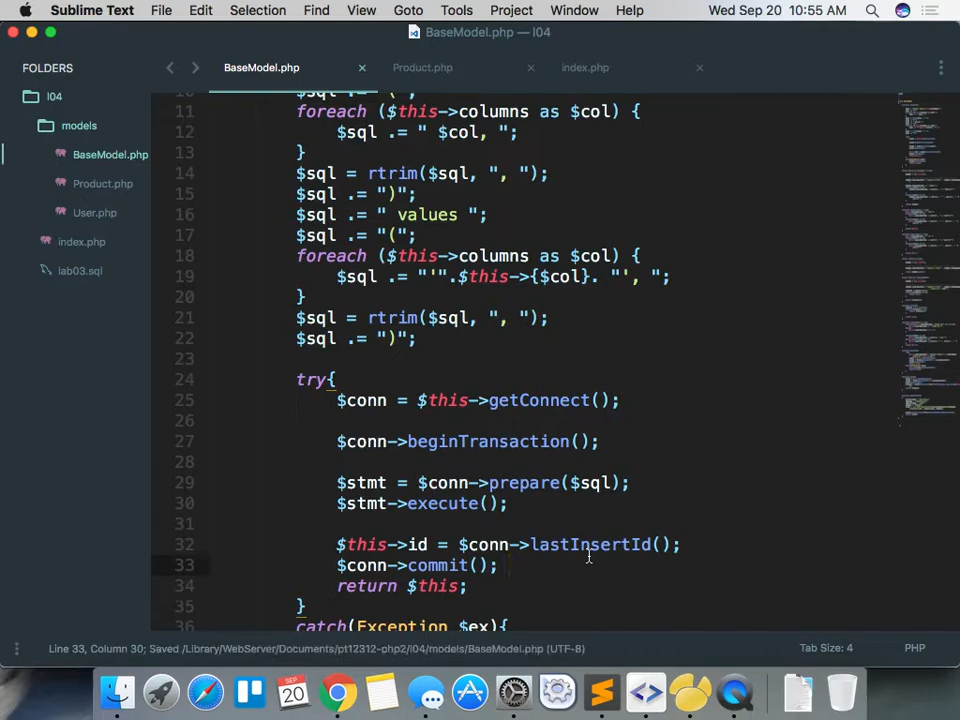 Sublime Text File Edit Selection Find View Goto Tools Project Window Help Wed Sep 20 10:55 AM
BaseModel.php — l04
FOLDERS
l04
models
BaseModel.php
Product.php
User.php
index.php
lab03.sql
BaseModel.php × Product.php × index.php ×
11 foreach ($this->columns as $col) {
12 $sql .= " $col, ";
13 }
14 $sql = rtrim($sql, ", ");
15 $sql .= ")";
16 $sql .= " values ";
17 $sql .= "(";
18 foreach ($this->columns as $col) {
19 $sql .= "'".$this->{$col}. "', ";
20 }
21 $sql = rtrim($sql, ", ");
22 $sql .= ")";
23
24 try{
25 $conn = $this->getConnect();
26
27 $conn->beginTransaction();
28
29 $stmt = $conn->prepare($sql);
30 $stmt->execute();
31
32 $this->id = $conn->lastInsertId();
33 $conn->commit();
34 return $this;
35 }
36 catch(Exception $ex){
Line 33, Column 30; Saved /Library/WebServer/Documents/pt12312-php2/l04/models/BaseModel.php (UTF-8) Tab Size: 4 PHP
SEP
20